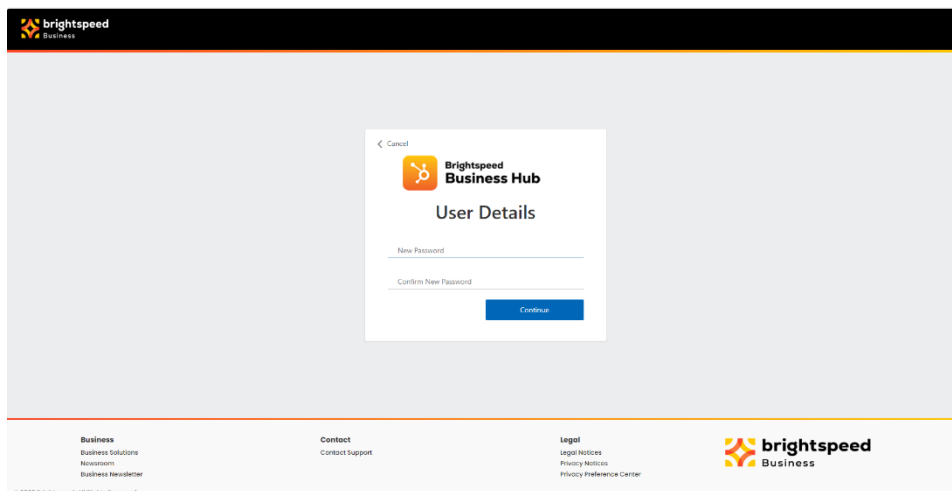 brightspeed
Business
Cancel
Brightspeed
Business Hub
User Details
New Password
Confirm New Password
Continue
Business
Business Solutions
Newsroom
Business Newsletter
Contact
Contact Support
Legal
Legal Notices
Privacy Notices
Privacy Preference Center
brightspeed
Business